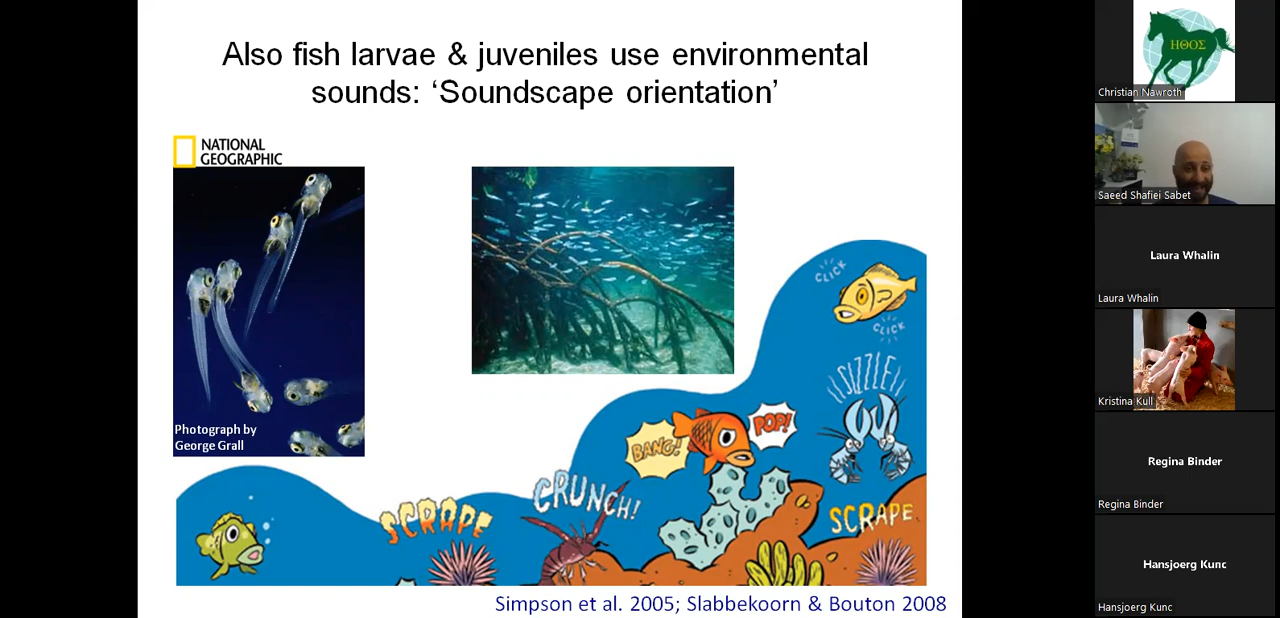 Also fish larvae & juveniles use environmental
sounds: ‘Soundscape orientation’
NATIONAL
GEOGRAPHIC
Photograph by
George Grall
CLICK
CLICK
SIZZLE
BANG!
POP!
CRUNCH!
SCRAPE
SCRAPE
Simpson et al. 2005; Slabbekoorn & Bouton 2008
ΗΘΟΣ
Christian Nawroth
Saeed Shafiei Sabet
Laura Whalin
Laura Whalin
Kristina Kull
Regina Binder
Regina Binder
Hansjoerg Kunc
Hansjoerg Kunc